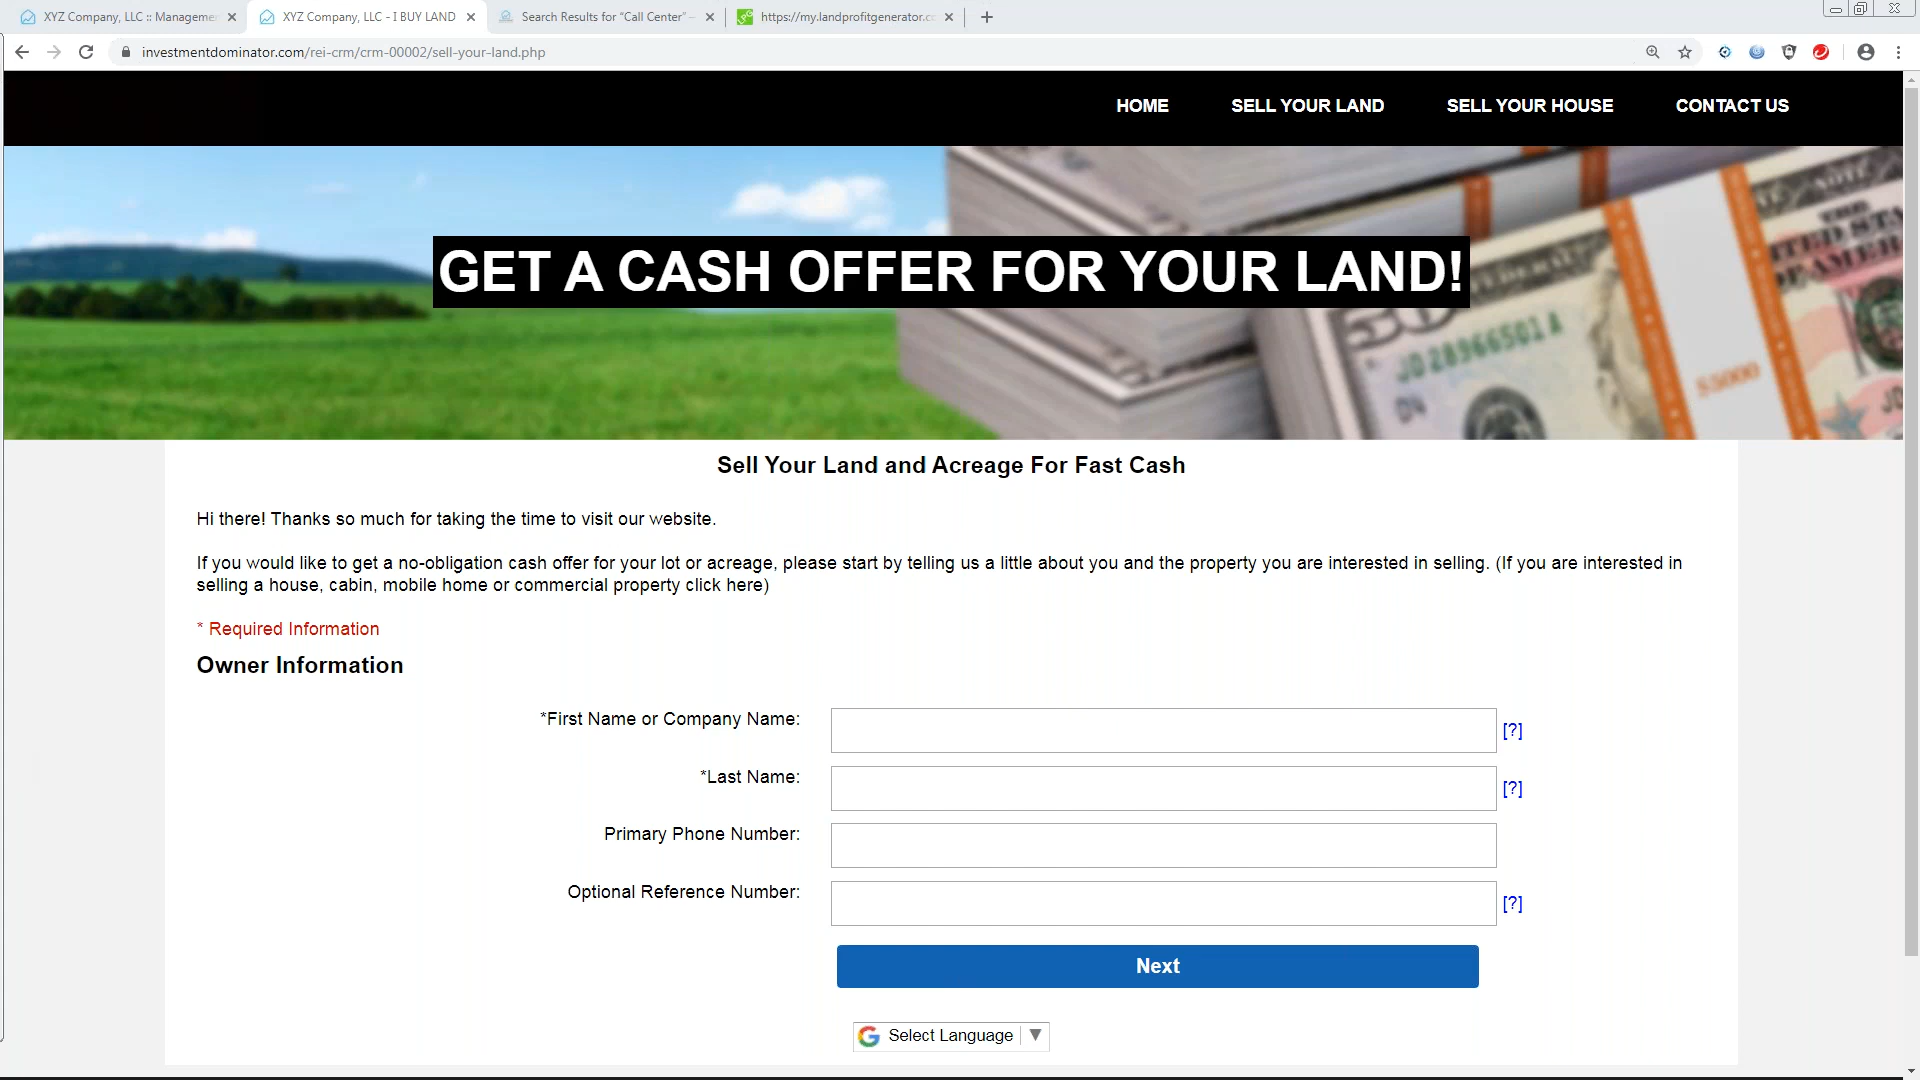 XYZ Company, LLC :: Managemen
XYZ Company, LLC - I BUY LAND
Search Results for “Call Center” –
https://my.landprofitgenerator.c
investmentdominator.com/rei-crm/crm-00002/sell-your-land.php
HOME
SELL YOUR LAND
SELL YOUR HOUSE
CONTACT US
GET A CASH OFFER FOR YOUR LAND!
JD28966501A
$5000
Sell Your Land and Acreage For Fast Cash
Hi there! Thanks so much for taking the time to visit our website.
If you would like to get a no-obligation cash offer for your lot or acreage, please start by telling us a little about you and the property you are interested in selling. (If you are interested in
selling a house, cabin, mobile home or commercial property click here)
* Required Information
Owner Information
*First Name or Company Name:
[?]
*Last Name:
[?]
Primary Phone Number:
Optional Reference Number:
[?]
Next
Select Language ▼